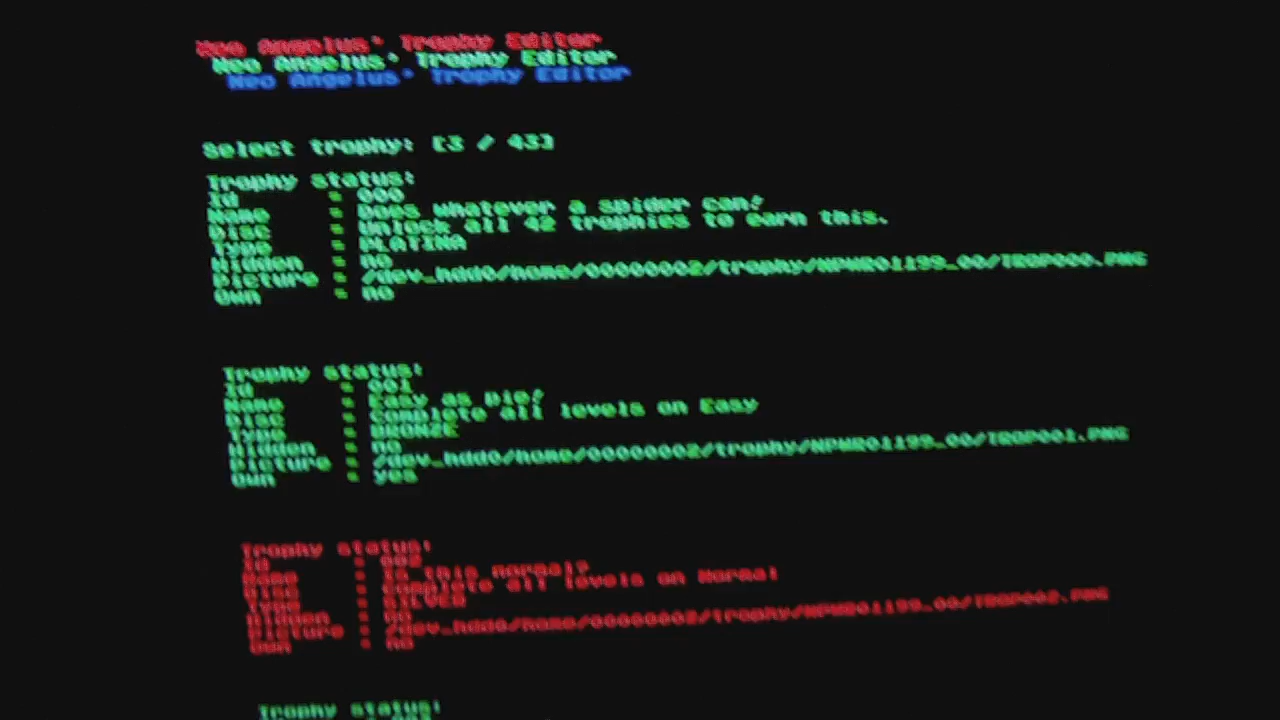 Neo Angelus' Trophy Editor
Neo Angelus' Trophy Editor
Neo Angelus' Trophy Editor
Select trophy: [3 / 43]
Trophy status:
Id : 000
Name : Does whatever a spider can!
Disc : Unlock all 42 trophies to earn this.
Type : PLATINA
Hidden : no
Picture : /dev_hdd0/home/00000002/trophy/NPWR01199_00/TROP000.PNG
Own : no
Trophy status:
Id : 001
Name : Easy as pie!
Disc : Complete all levels on Easy
Type : BRONZE
Hidden : no
Picture : /dev_hdd0/home/00000002/trophy/NPWR01199_00/TROP001.PNG
Own : yes
Trophy status:
Id : 002
Name : Is this normal?
Disc : Complete all levels on Normal
Type : SILVER
Hidden : no
Picture : /dev_hdd0/home/00000002/trophy/NPWR01199_00/TROP002.PNG
Own : no
Trophy status: